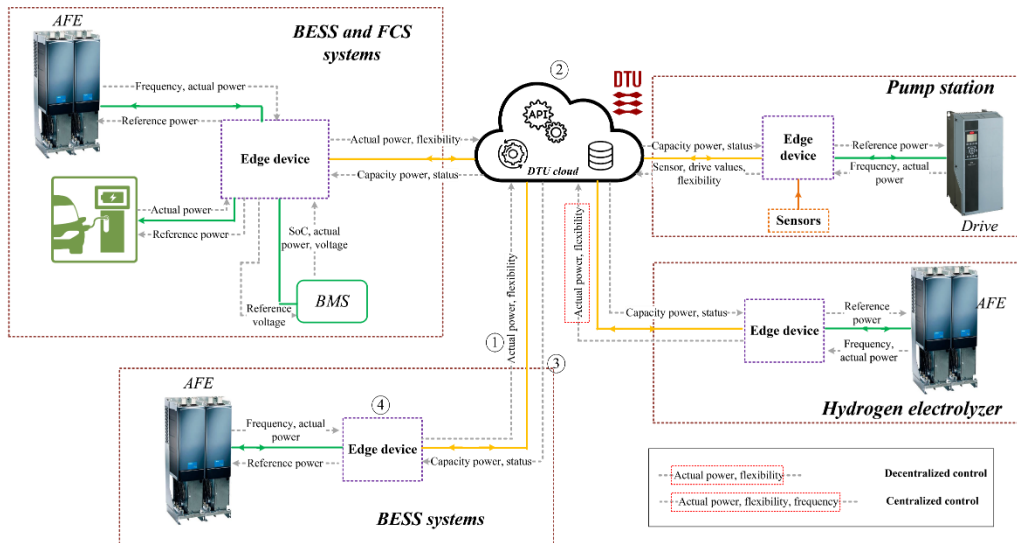 AFE
BESS and FCS
systems
Frequency, actual power
Reference power
Edge device
Actual power, flexibility
Capacity power, status
Actual power
Reference power
SoC, actual
power, voltage
Reference
voltage
BMS
2
API
DTU cloud
DTU
Pump station
Capacity power, status
Sensor, drive values,
flexibility
Edge
device
Reference power
Frequency, actual
power
Sensors
Drive
Actual power, flexibility
Capacity power, status
Edge device
Reference
power
Frequency,
actual power
AFE
Hydrogen electrolyzer
1
Actual power, flexibility
3
AFE
Frequency, actual
power
Reference power
4
Edge device
Capacity power, status
BESS systems
Actual power, flexibility
Decentralized control
Actual power, flexibility, frequency
Centralized control